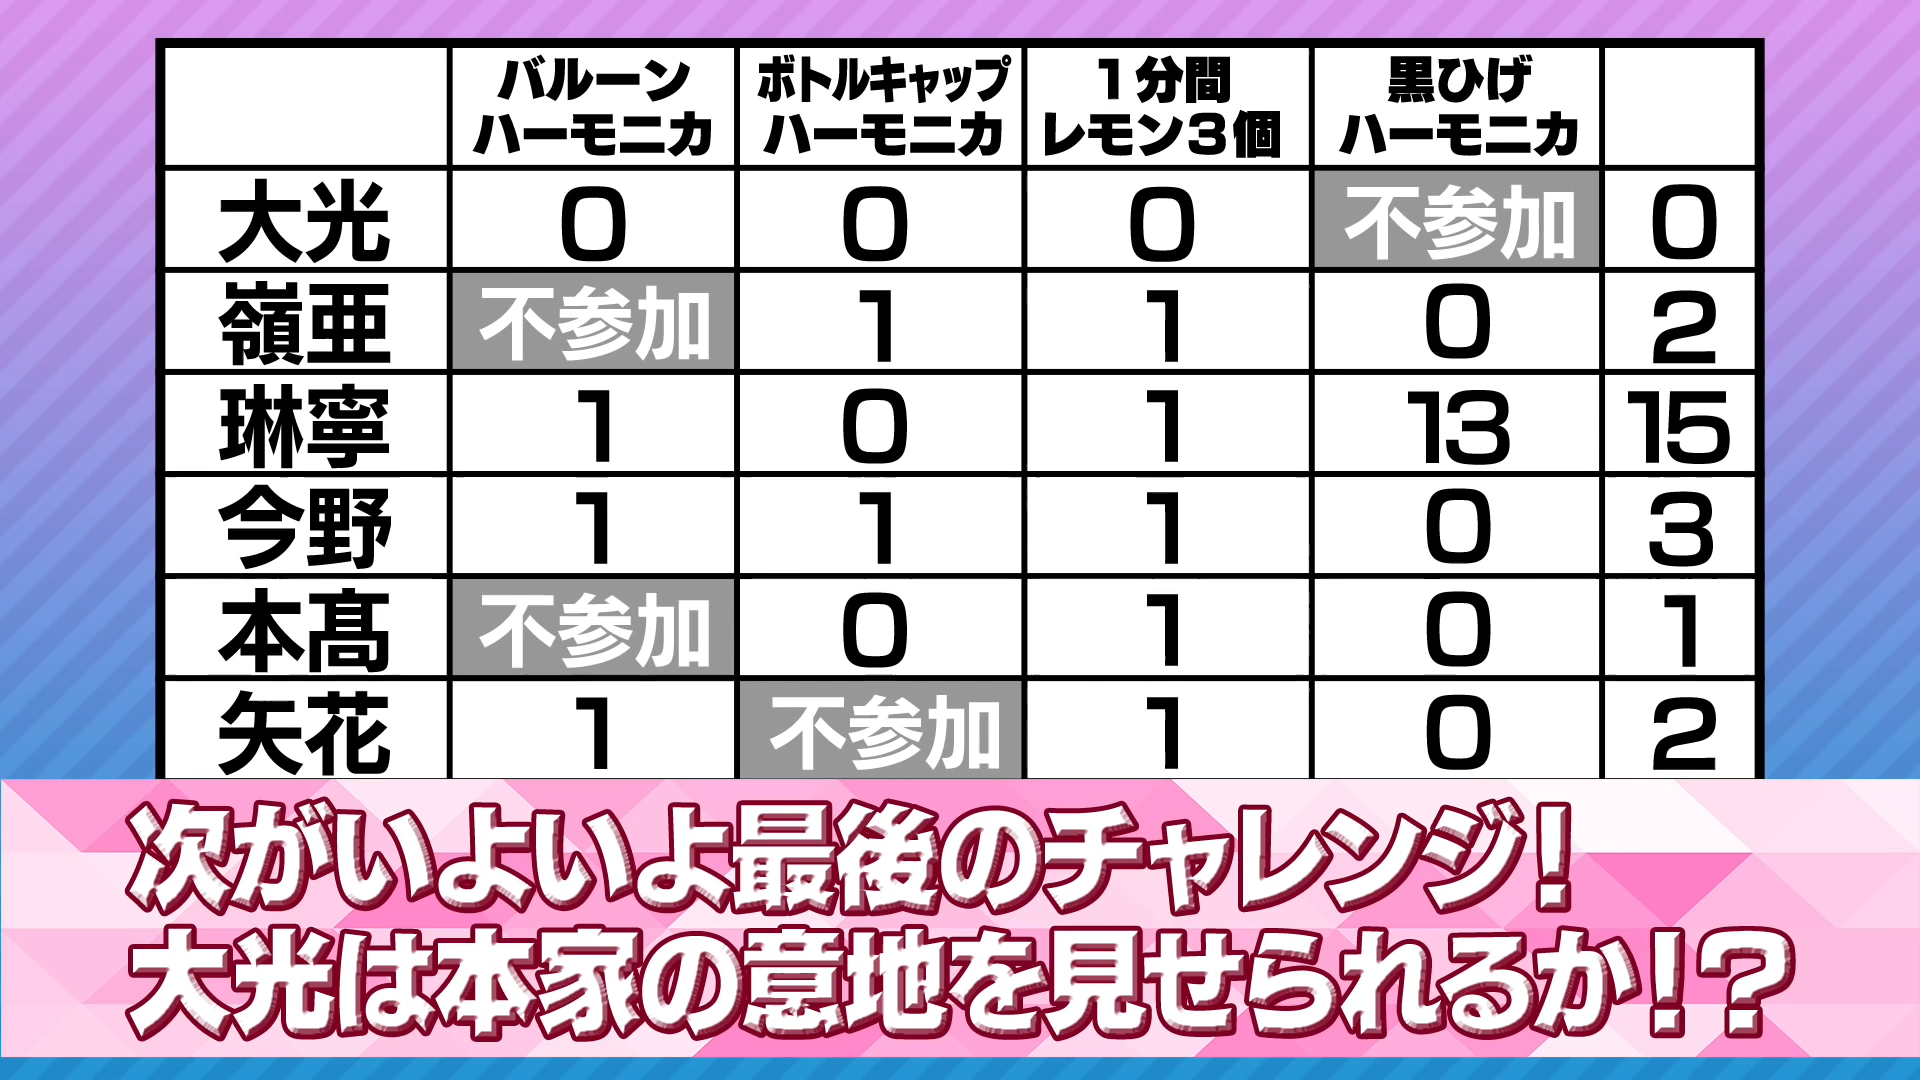 バルーン ボトルキャップ 1分間 黒ひげ
ハーモニカ ハーモニカ レモン3個 ハーモニカ
大光 0 0 0 不参加 0
嶺亜 不参加 1 1 0 2
琳寧 1 0 1 13 15
今野 1 1 1 0 3
本髙 不参加 0 1 0 1
矢花 1 不参加 1 0 2
次がいよいよ最後のチャレンジ!
大光は本家の意地を見せられるか!?